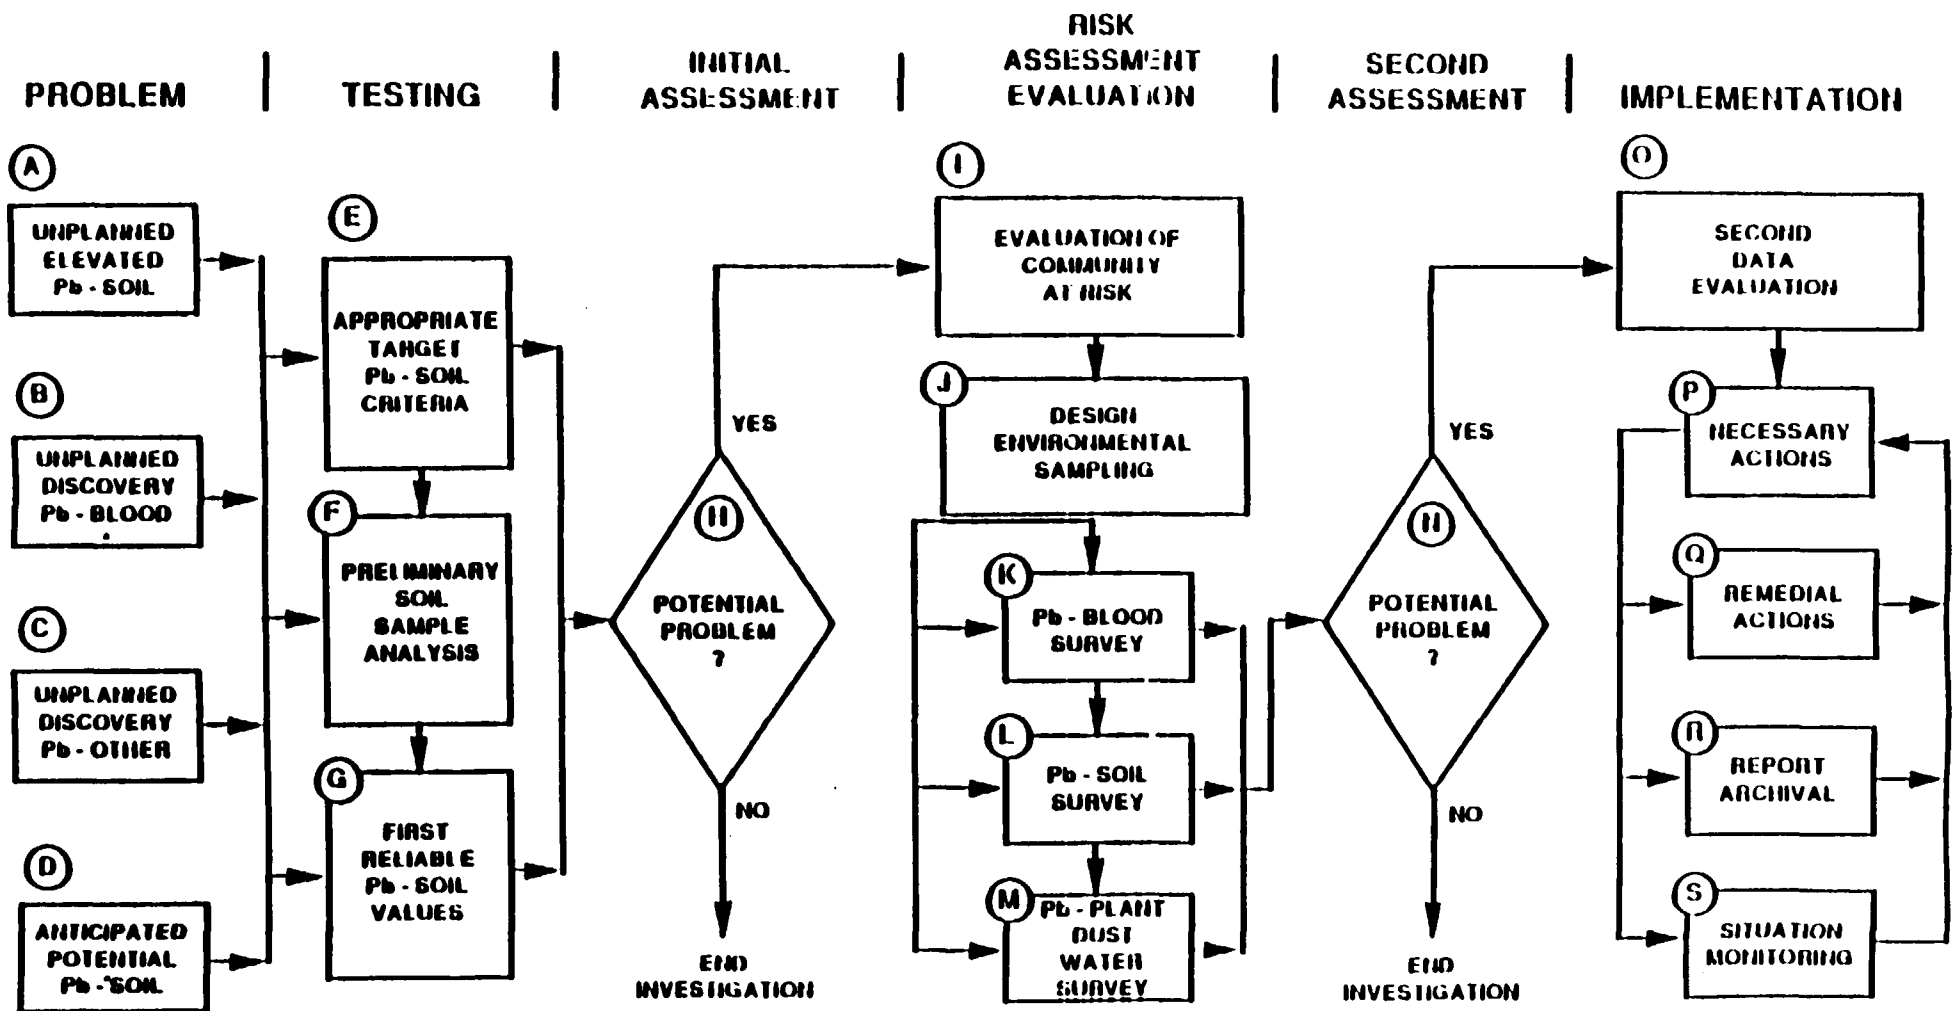 PROBLEM
TESTING
INITIAL
ASSESSMENT
RISK
ASSESSMENT
EVALUATION
SECOND
ASSESSMENT
IMPLEMENTATION
A
UNPLANNED
ELEVATED
Pb - SOIL
B
UNPLANNED
DISCOVERY
Pb - BLOOD
C
UNPLANNED
DISCOVERY
Pb - OTHER
D
ANTICIPATED
POTENTIAL
Pb - SOIL
E
APPROPRIATE
TARGET
Pb - SOIL
CRITERIA
F
PRELIMINARY
SOIL
SAMPLE
ANALYSIS
G
FIRST
RELIABLE
Pb - SOIL
VALUES
YES
H
POTENTIAL
PROBLEM
?
NO
END
INVESTIGATION
I
EVALUATION OF
COMMUNITY
AT RISK
J
DESIGN
ENVIRONMENTAL
SAMPLING
K
Pb - BLOOD
SURVEY
L
Pb - SOIL
SURVEY
M
Pb - PLANT
DUST
WATER
SURVEY
YES
N
POTENTIAL
PROBLEM
?
NO
END
INVESTIGATION
O
SECOND
DATA
EVALUATION
P
NECESSARY
ACTIONS
Q
REMEDIAL
ACTIONS
R
REPORT
ARCHIVAL
S
SITUATION
MONITORING